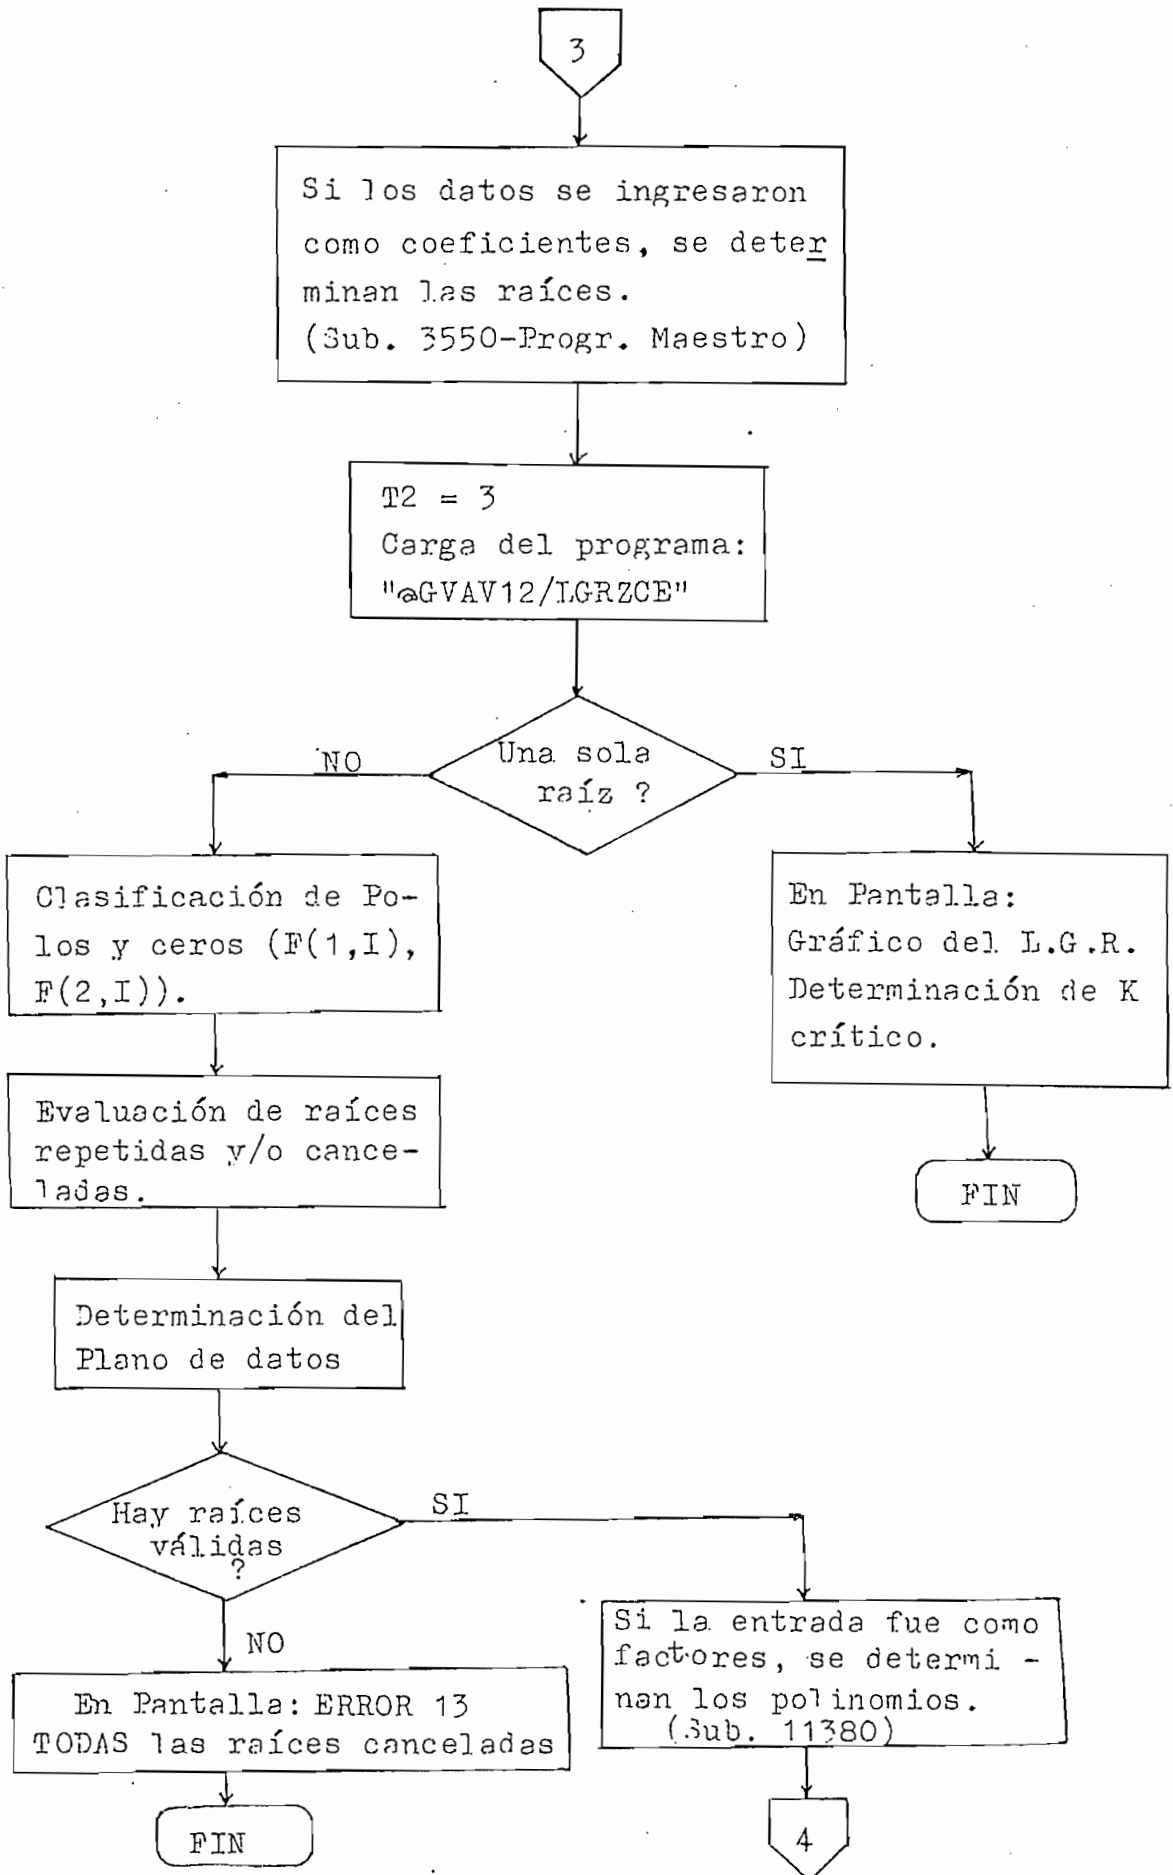 3
Si los datos se ingresaron
como coeficientes, se deter
minan las raíces.
(Sub. 3550-Progr. Maestro)
T2 = 3
Carga del programa:
"@GVAV12/LGRZCE"
Una sola
raíz ?
NO
SI
Clasificación de Po-
los y ceros (F(1,I),
F(2,I)).
En Pantalla:
Gráfico del L.G.R.
Determinación de K
crítico.
Evaluación de raíces
repetidas y/o cance-
ladas.
FIN
Determinación del
Plano de datos
Hay raíces
válidas
?
SI
NO
Si la entrada fue como
factores, se determi -
nan los polinomios.
(Sub. 11380)
En Pantalla: ERROR 13
TODAS las raíces canceladas
FIN
4